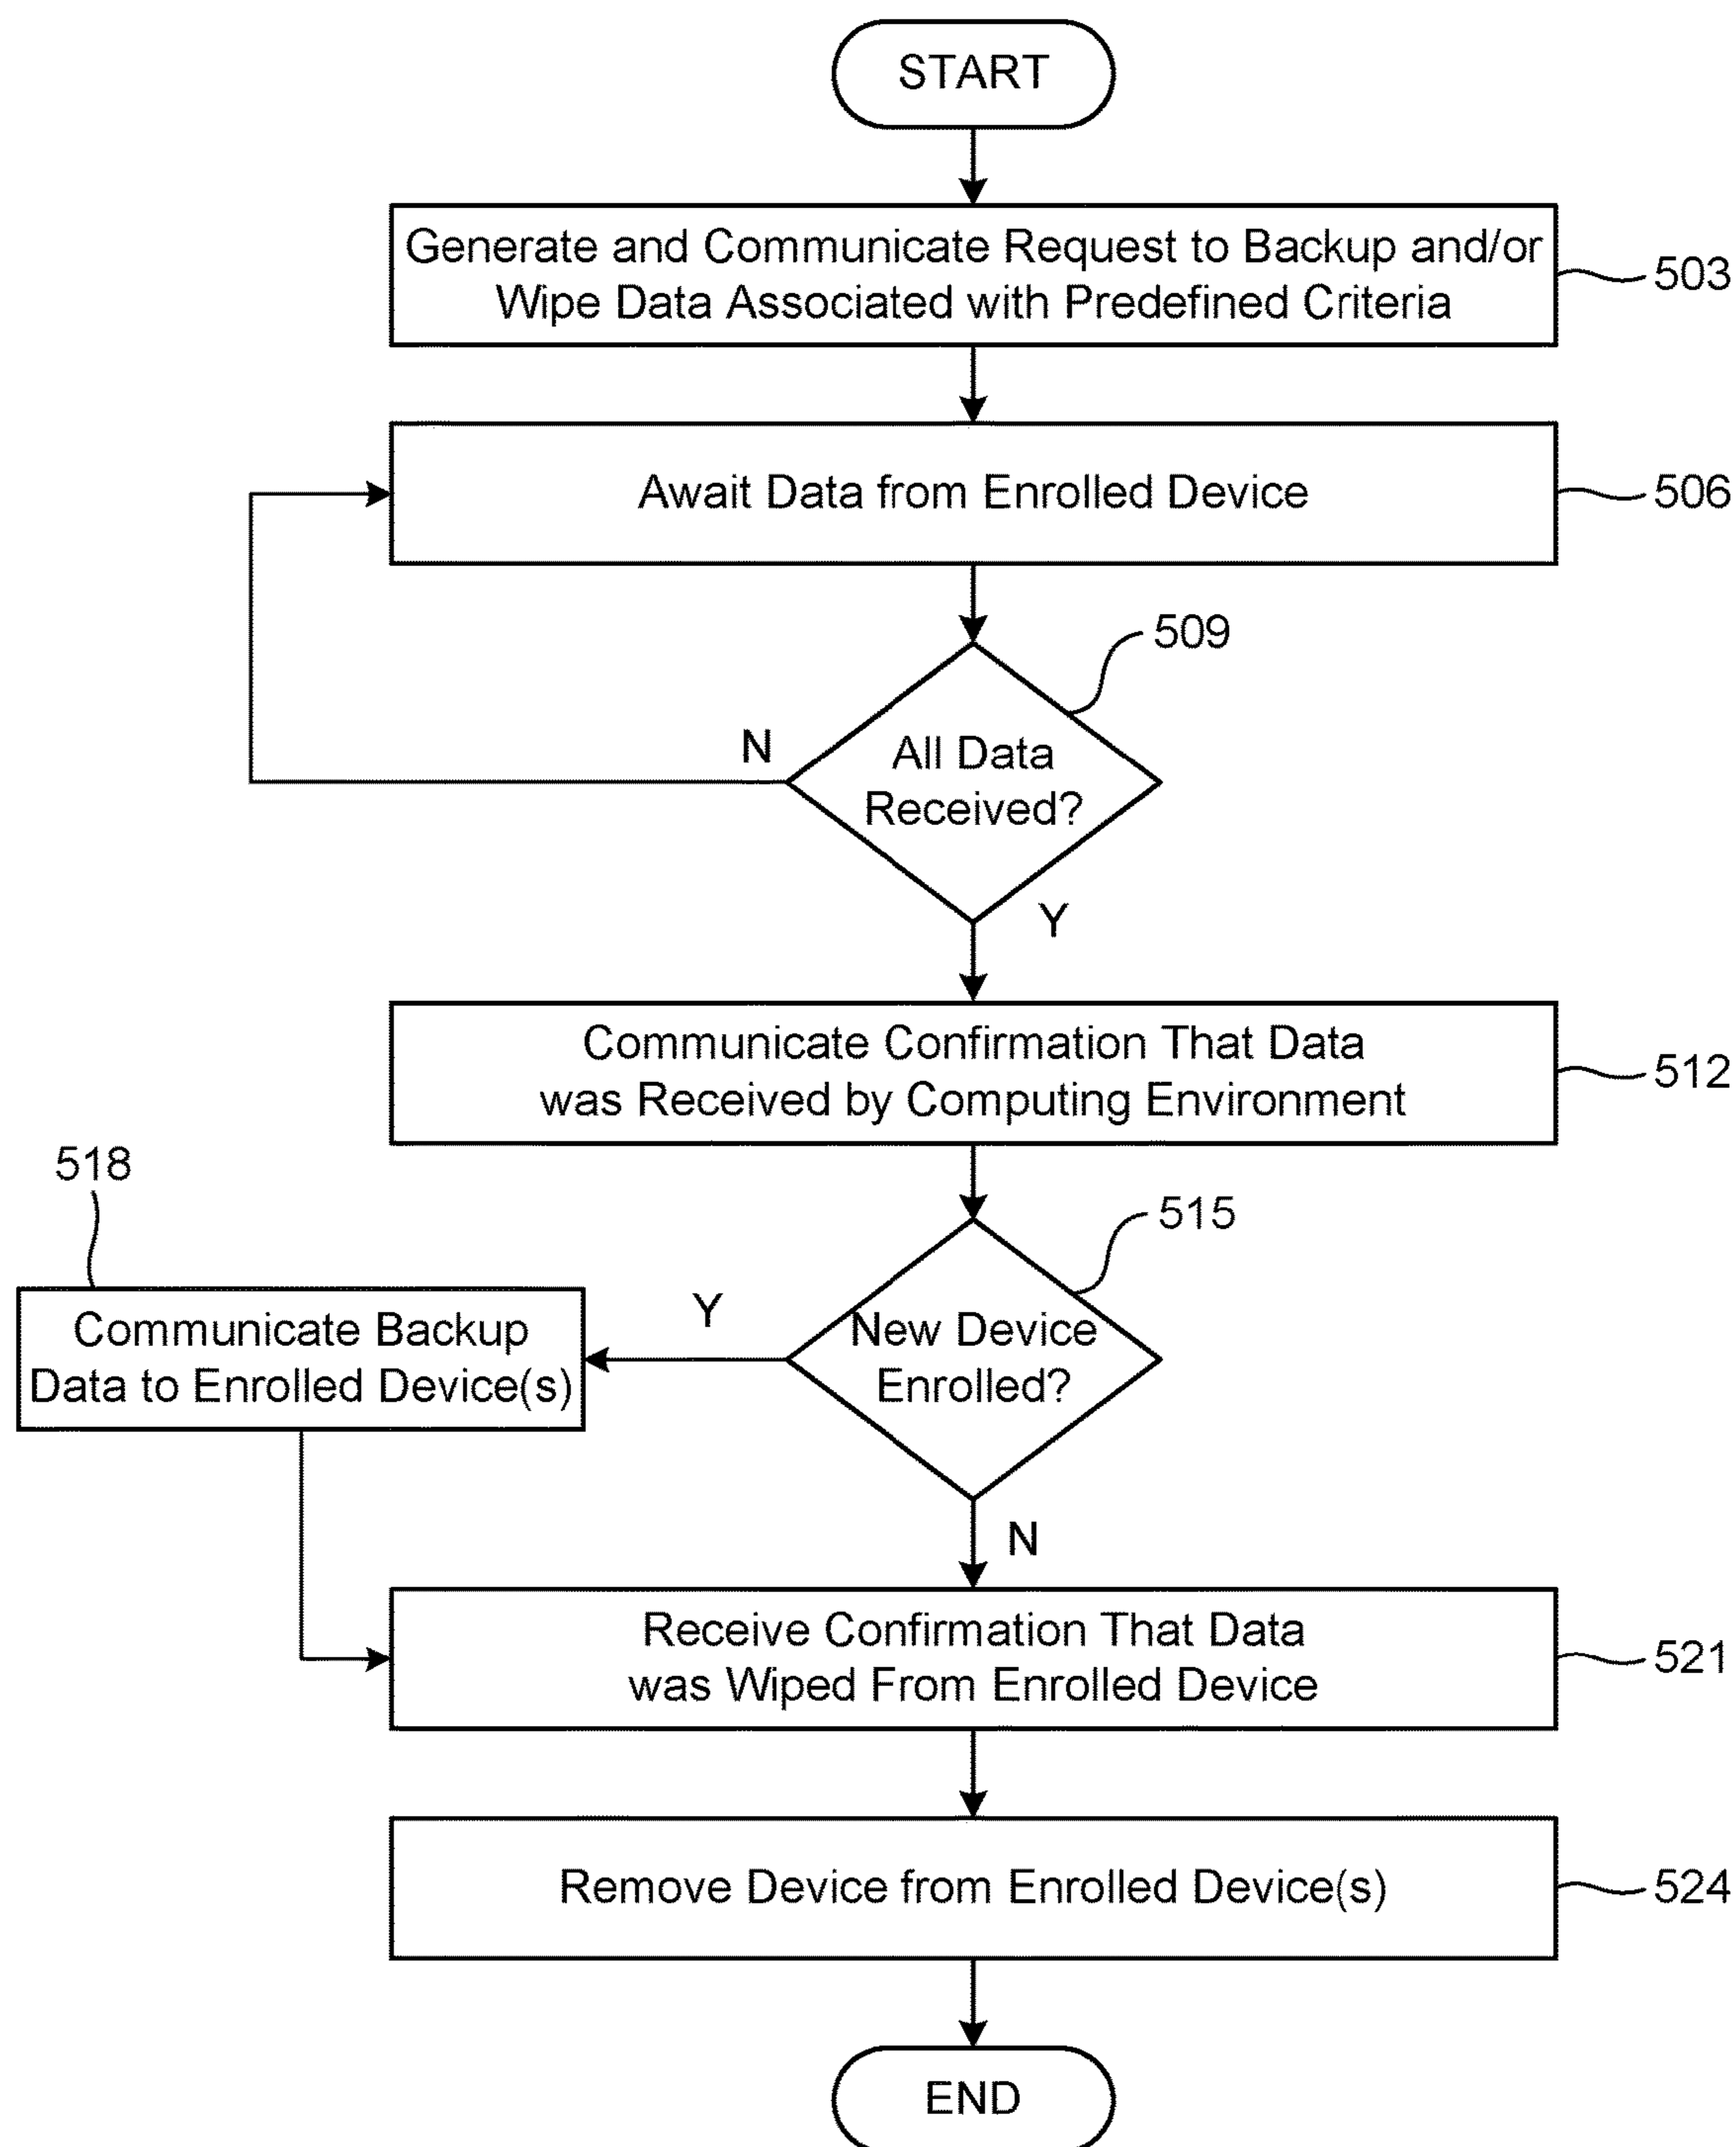 START
Generate and Communicate Request to Backup and/or
Wipe Data Associated with Predefined Criteria
503
Await Data from Enrolled Device
506
509
N
All Data
Received?
Y
Communicate Confirmation That Data
was Received by Computing Environment
512
518
515
Communicate Backup
Data to Enrolled Device(s)
Y
New Device
Enrolled?
N
Receive Confirmation That Data
was Wiped From Enrolled Device
521
Remove Device from Enrolled Device(s)
524
END